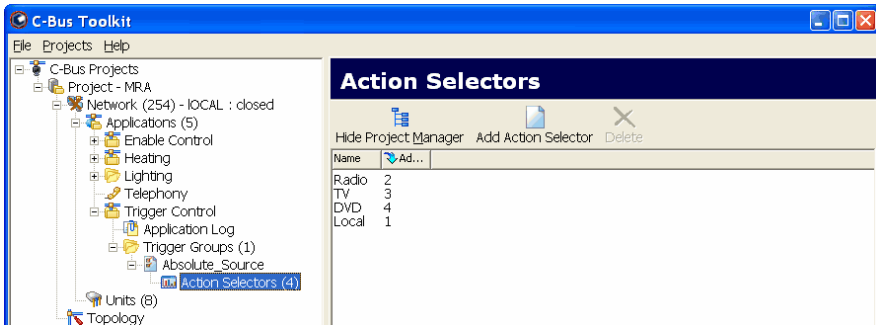 C-Bus Toolkit
File Projects Help
C-Bus Projects
Project - MRA
Network (254) - lOCAL : closed
Applications (5)
Enable Control
Heating
Lighting
Telephony
Trigger Control
Application Log
Trigger Groups (1)
Absolute_Source
Action Selectors (4)
Units (8)
Topology
Action Selectors
Hide Project Manager Add Action Selector Delete
Name Ad...
Radio 2
TV 3
DVD 4
Local 1